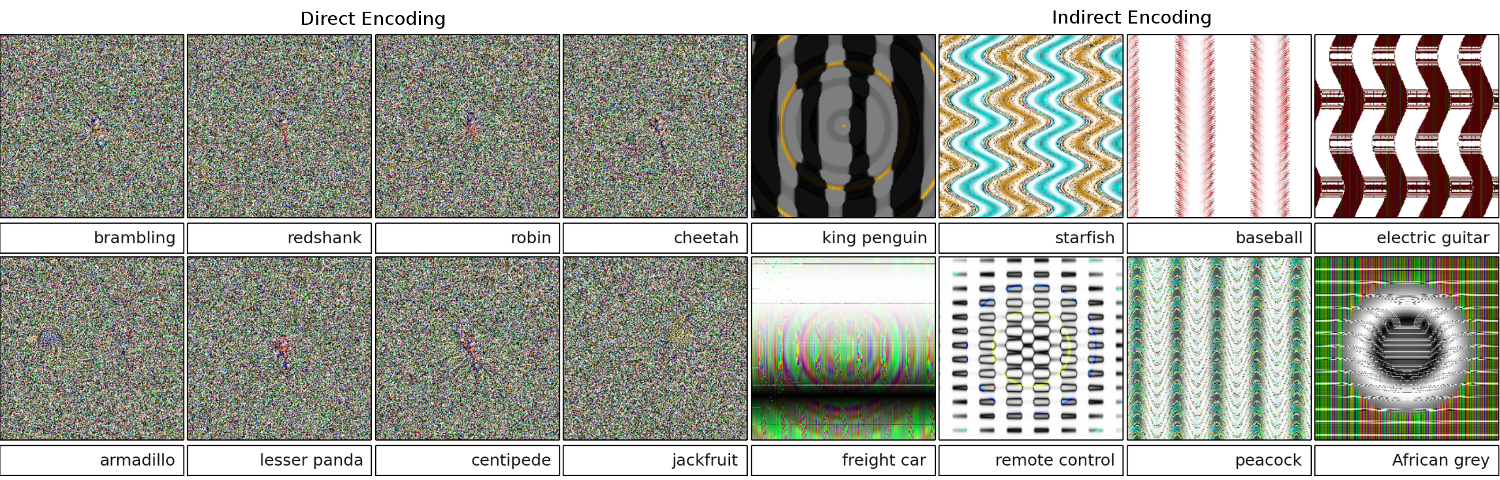 Direct Encoding
Indirect Encoding
brambling
redshank
robin
cheetah
king penguin
starfish
baseball
electric guitar
armadillo
lesser panda
centipede
jackfruit
freight car
remote control
peacock
African grey